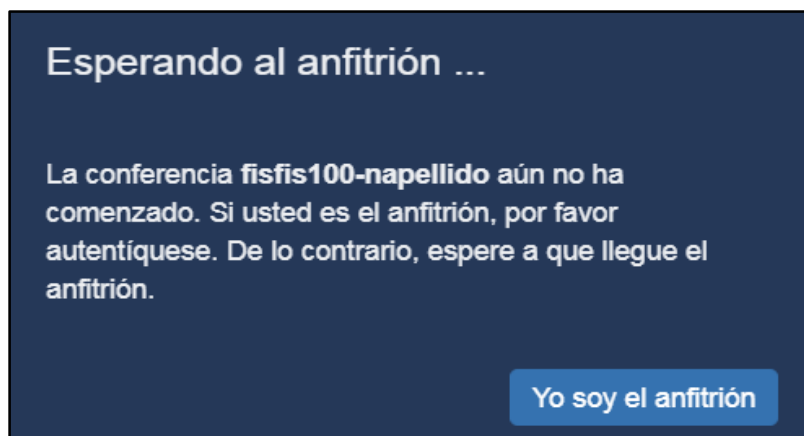 Esperando al anfitrión ...
La conferencia fisfis100-napellido aún no ha
comenzado. Si usted es el anfitrión, por favor
autentíquese. De lo contrario, espere a que llegue el
anfitrión.
Yo soy el anfitrión